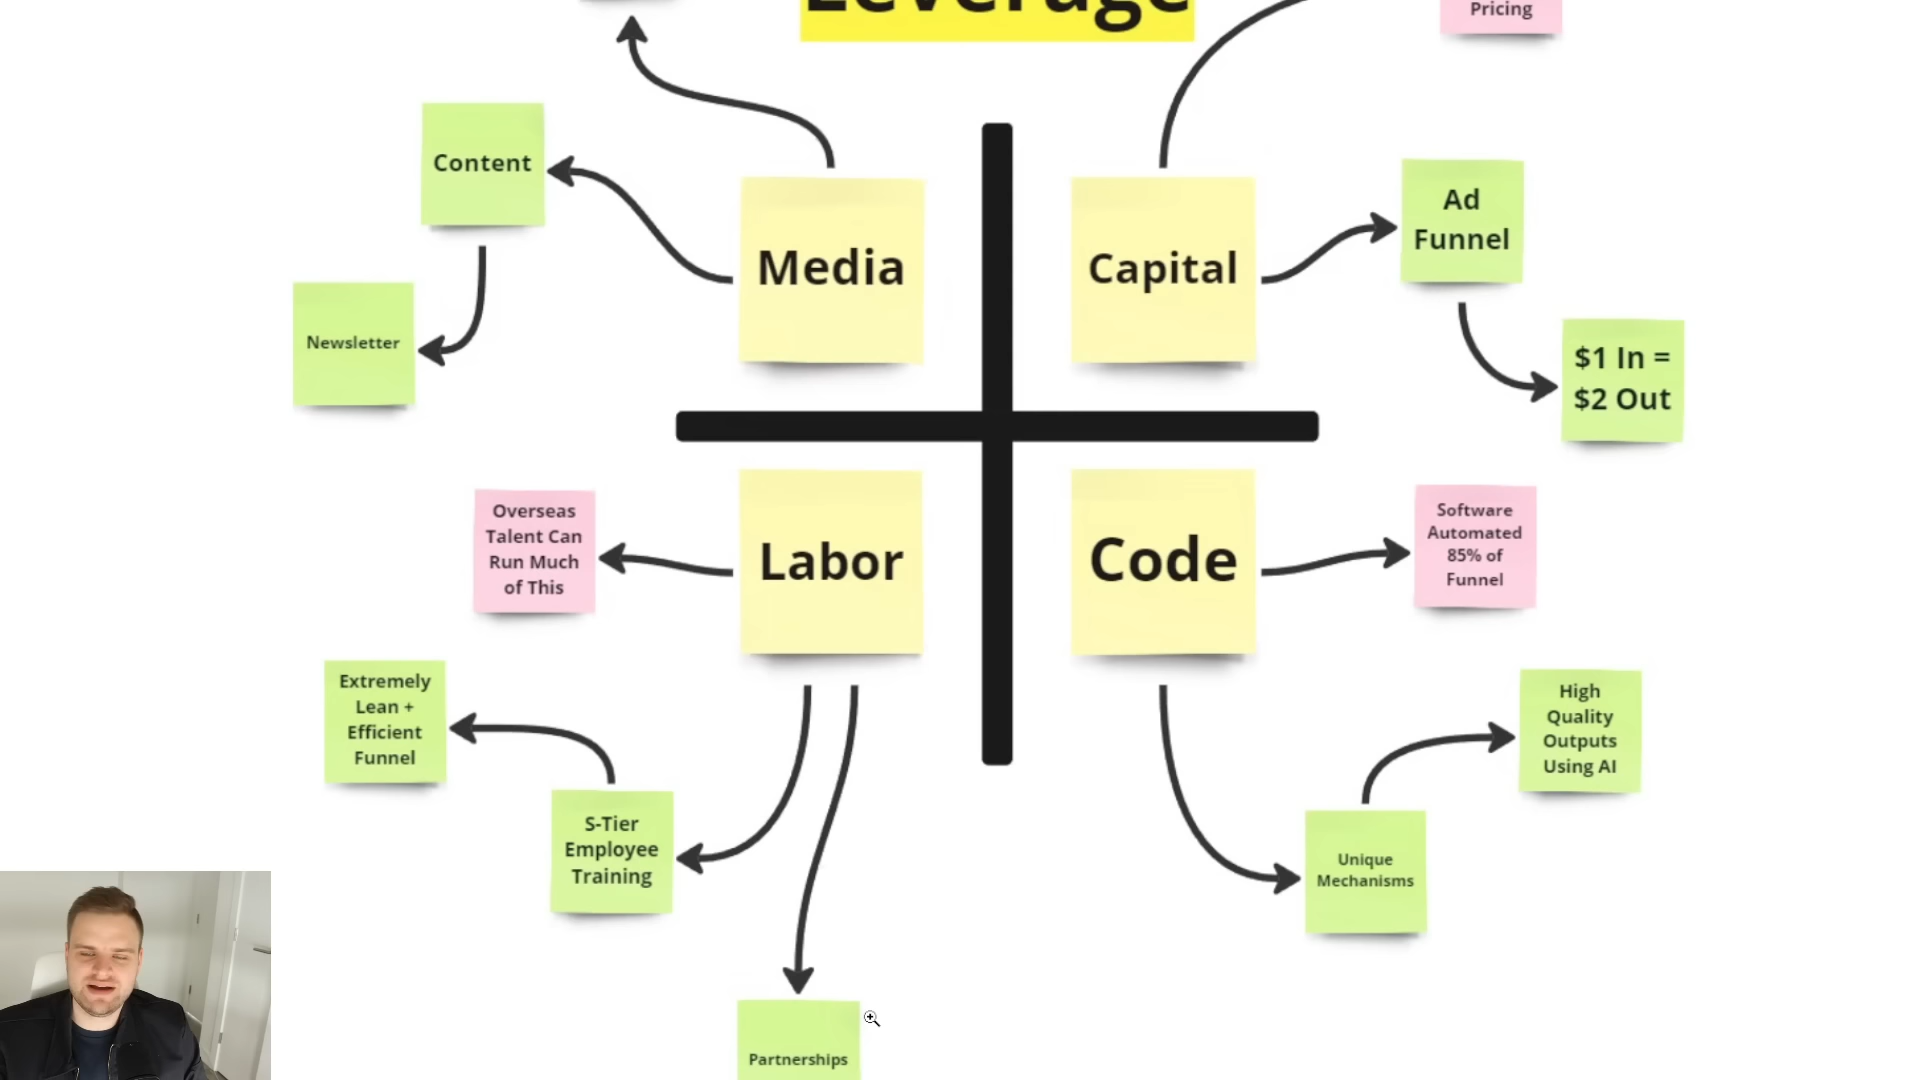 Leverage
Pricing
Content
Ad
Funnel
Media
Capital
Newsletter
$1 In =
$2 Out
Overseas
Talent Can
Run Much
of This
Labor
Code
Software
Automated
85% of
Funnel
Extremely
Lean +
Efficient
Funnel
High
Quality
Outputs
Using AI
S-Tier
Employee
Training
Unique
Mechanisms
Partnerships